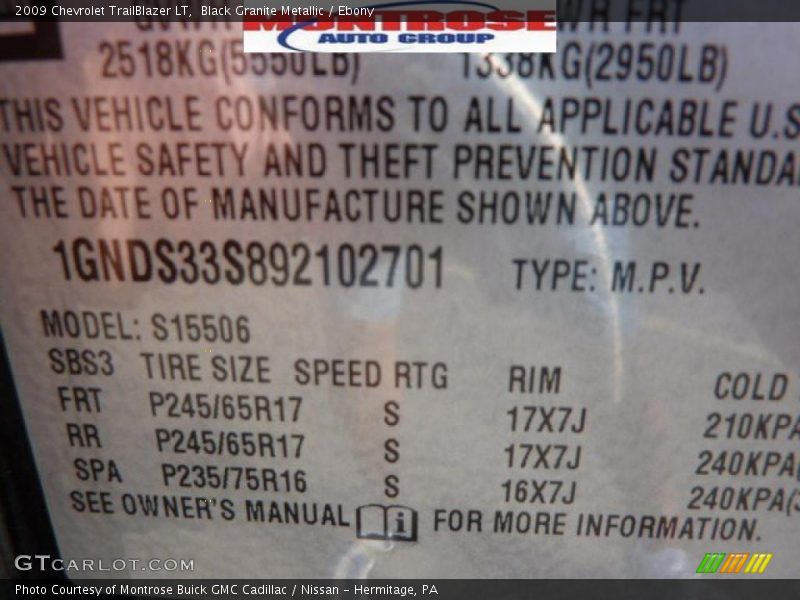 2009 Chevrolet TrailBlazer LT, Black Granite Metallic / Ebony
MONTROSE
AUTO GROUP
2518KG(5550LB) 1338KG(2950LB)
THIS VEHICLE CONFORMS TO ALL APPLICABLE U.S
VEHICLE SAFETY AND THEFT PREVENTION STANDA
THE DATE OF MANUFACTURE SHOWN ABOVE.
1GNDS33S892102701 TYPE: M.P.V.
MODEL: S15506
SBS3 TIRE SIZE SPEED RTG RIM COLD
FRT P245/65R17 S 17X7J 210KPA
RR P245/65R17 S 17X7J 240KPA(
SPA P235/75R16 S 16X7J 240KPA(3
SEE OWNER'S MANUAL i FOR MORE INFORMATION.
GTCARLOT.COM
Photo Courtesy of Montrose Buick GMC Cadillac / Nissan - Hermitage, PA